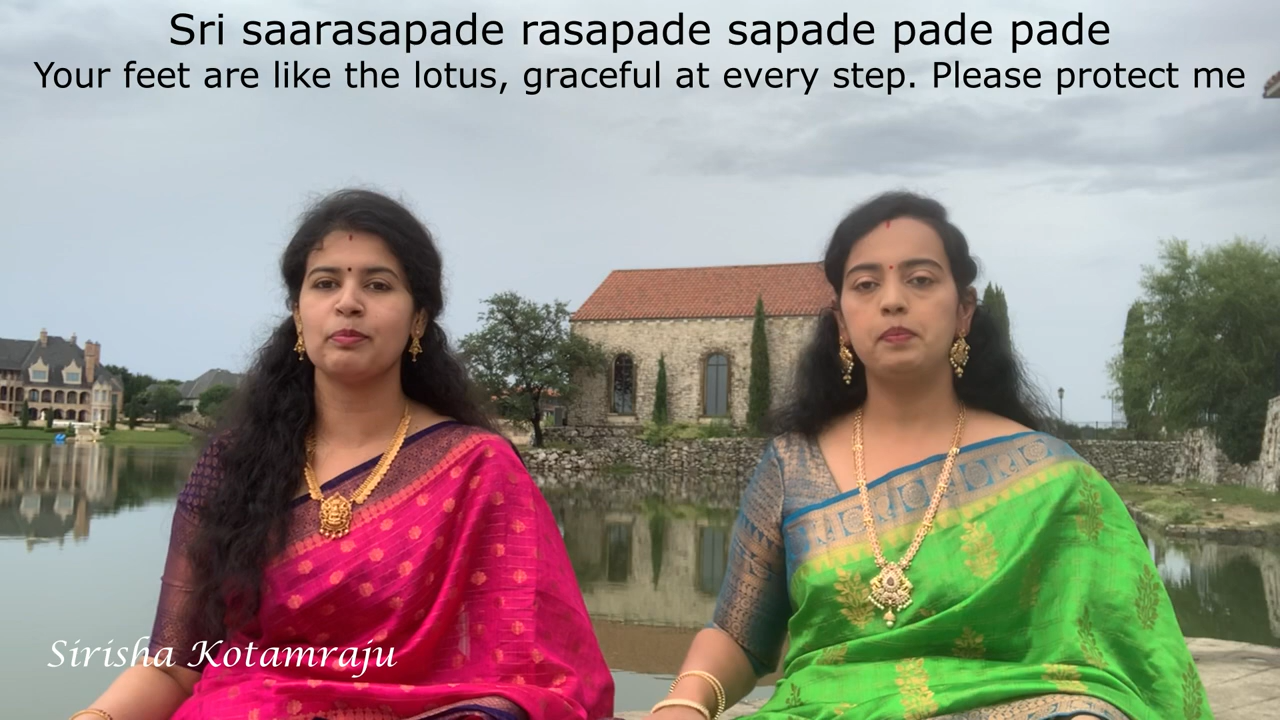 Sri saarasapade rasapade sapade pade pade
Your feet are like the lotus, graceful at every step. Please protect me
Sirisha Kotamraju